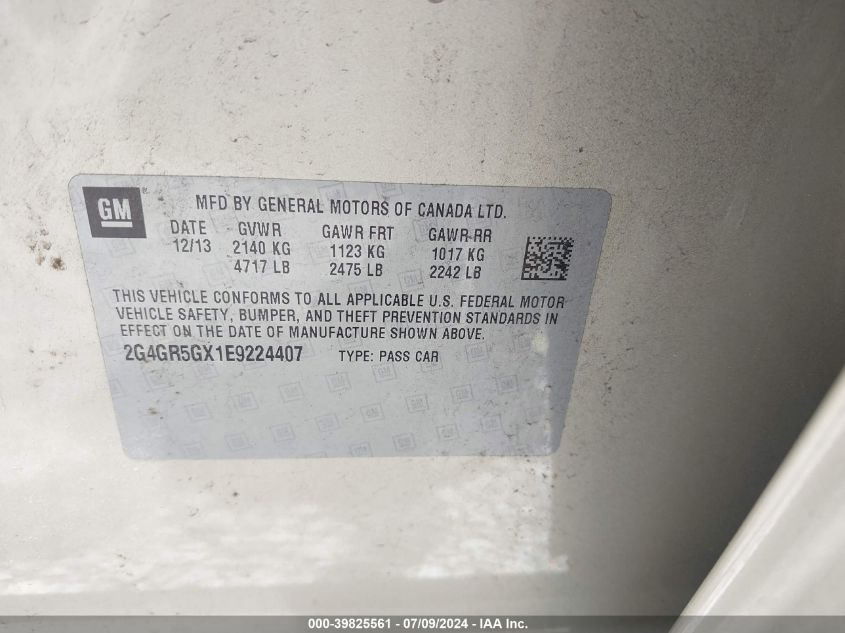 GM ®
MFD BY GENERAL MOTORS OF CANADA LTD.
DATE GVWR GAWR FRT GAWR RR
12/13 2140 KG 1123 KG 1017 KG
4717 LB 2475 LB 2242 LB
THIS VEHICLE CONFORMS TO ALL APPLICABLE U.S. FEDERAL MOTOR
VEHICLE SAFETY, BUMPER, AND THEFT PREVENTION STANDARDS IN
EFFECT ON THE DATE OF MANUFACTURE SHOWN ABOVE.
2G4GR5GX1E9224407 TYPE: PASS CAR
000-39825561 - 07/09/2024 - IAA Inc.